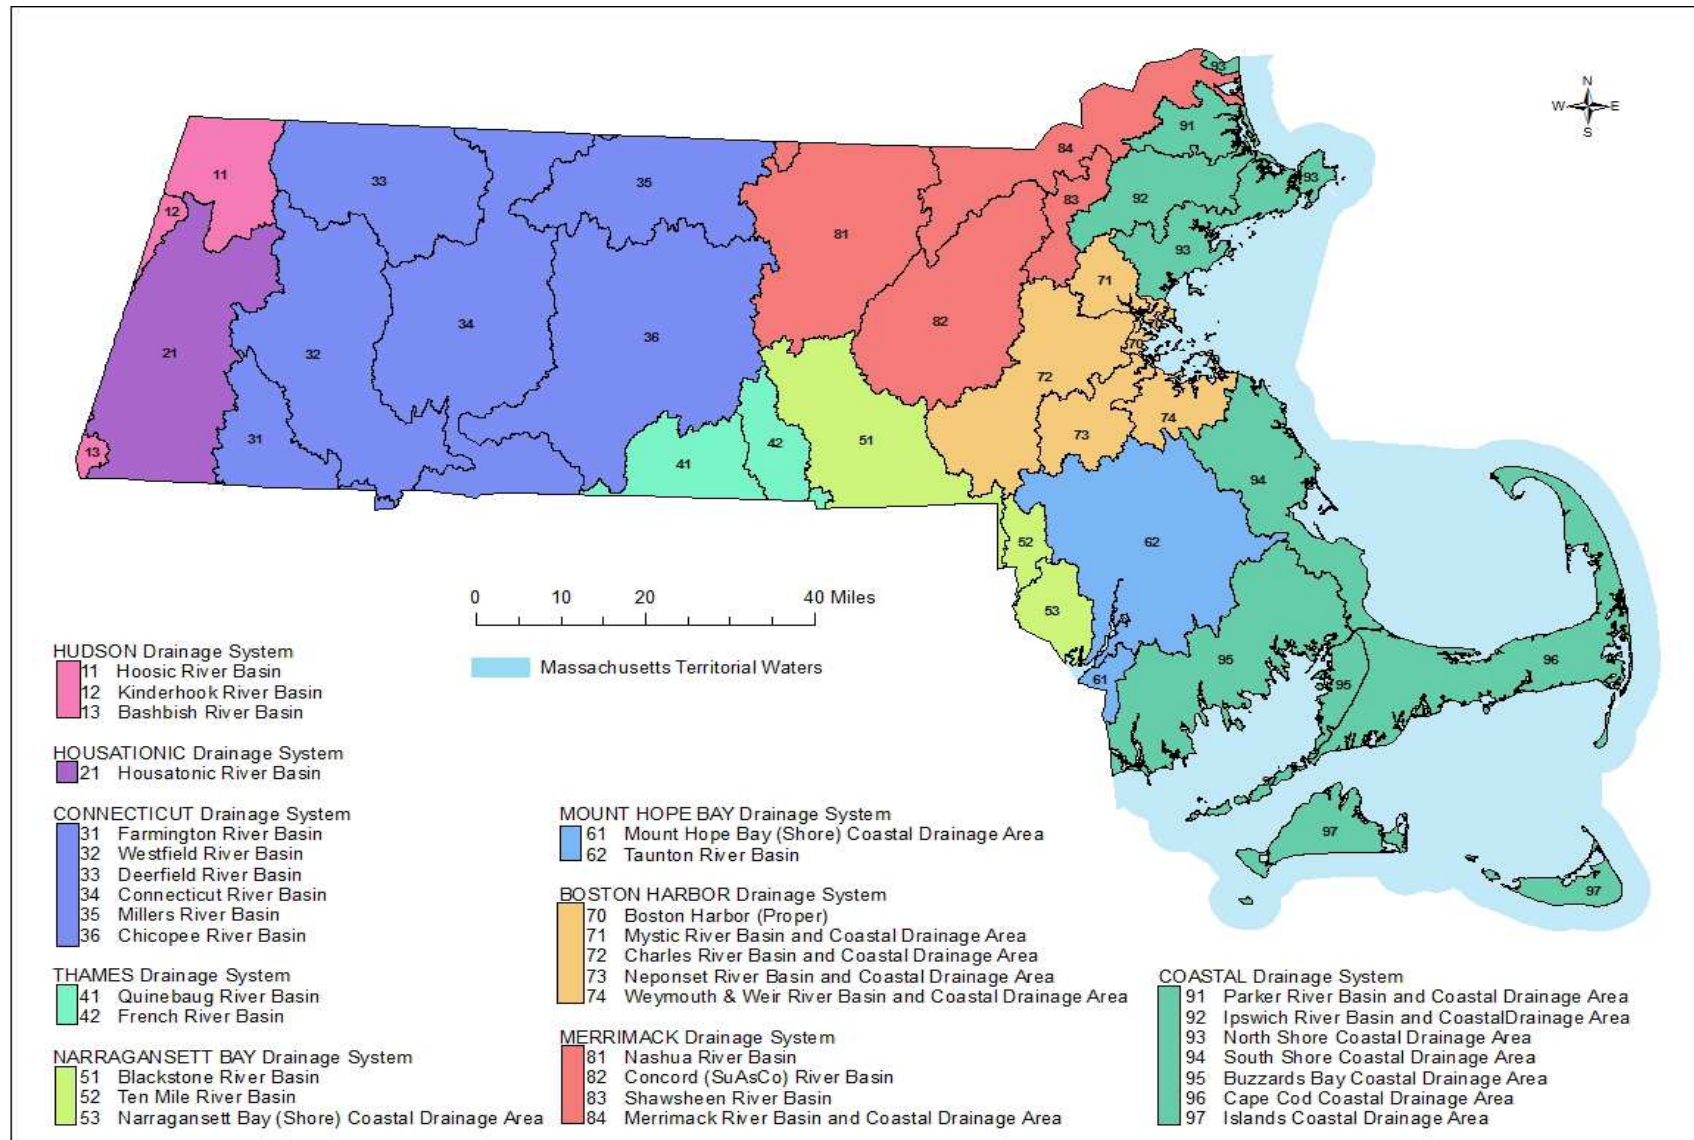 N
W E
S
93
91
84
11
33
35
93
83
92
12
81
93
71
34
82
70
70
36
21
32
72
74
31
51
73
13
42
41
94
52
62
53
95
96
61
95
97
97
0 10 20 40 Miles
Massachusetts Territorial Waters
HUDSON Drainage System
11 Hoosic River Basin
12 Kinderhook River Basin
13 Bashbish River Basin
HOUSATIONIC Drainage System
21 Housatonic River Basin
CONNECTICUT Drainage System
31 Farmington River Basin
32 Westfield River Basin
33 Deerfield River Basin
34 Connecticut River Basin
35 Millers River Basin
36 Chicopee River Basin
THAMES Drainage System
41 Quinebaug River Basin
42 French River Basin
NARRAGANSETT BAY Drainage System
51 Blackstone River Basin
52 Ten Mile River Basin
53 Narragansett Bay (Shore) Coastal Drainage Area
MOUNT HOPE BAY Drainage System
61 Mount Hope Bay (Shore) Coastal Drainage Area
62 Taunton River Basin
BOSTON HARBOR Drainage System
70 Boston Harbor (Proper)
71 Mystic River Basin and Coastal Drainage Area
72 Charles River Basin and Coastal Drainage Area
73 Neponset River Basin and Coastal Drainage Area
74 Weymouth & Weir River Basin and Coastal Drainage Area
MERRIMACK Drainage System
81 Nashua River Basin
82 Concord (SuAsCo) River Basin
83 Shawsheen River Basin
84 Merrimack River Basin and Coastal Drainage Area
COASTAL Drainage System
91 Parker River Basin and Coastal Drainage Area
92 Ipswich River Basin and CoastalDrainage Area
93 North Shore Coastal Drainage Area
94 South Shore Coastal Drainage Area
95 Buzzards Bay Coastal Drainage Area
96 Cape Cod Coastal Drainage Area
97 Islands Coastal Drainage Area